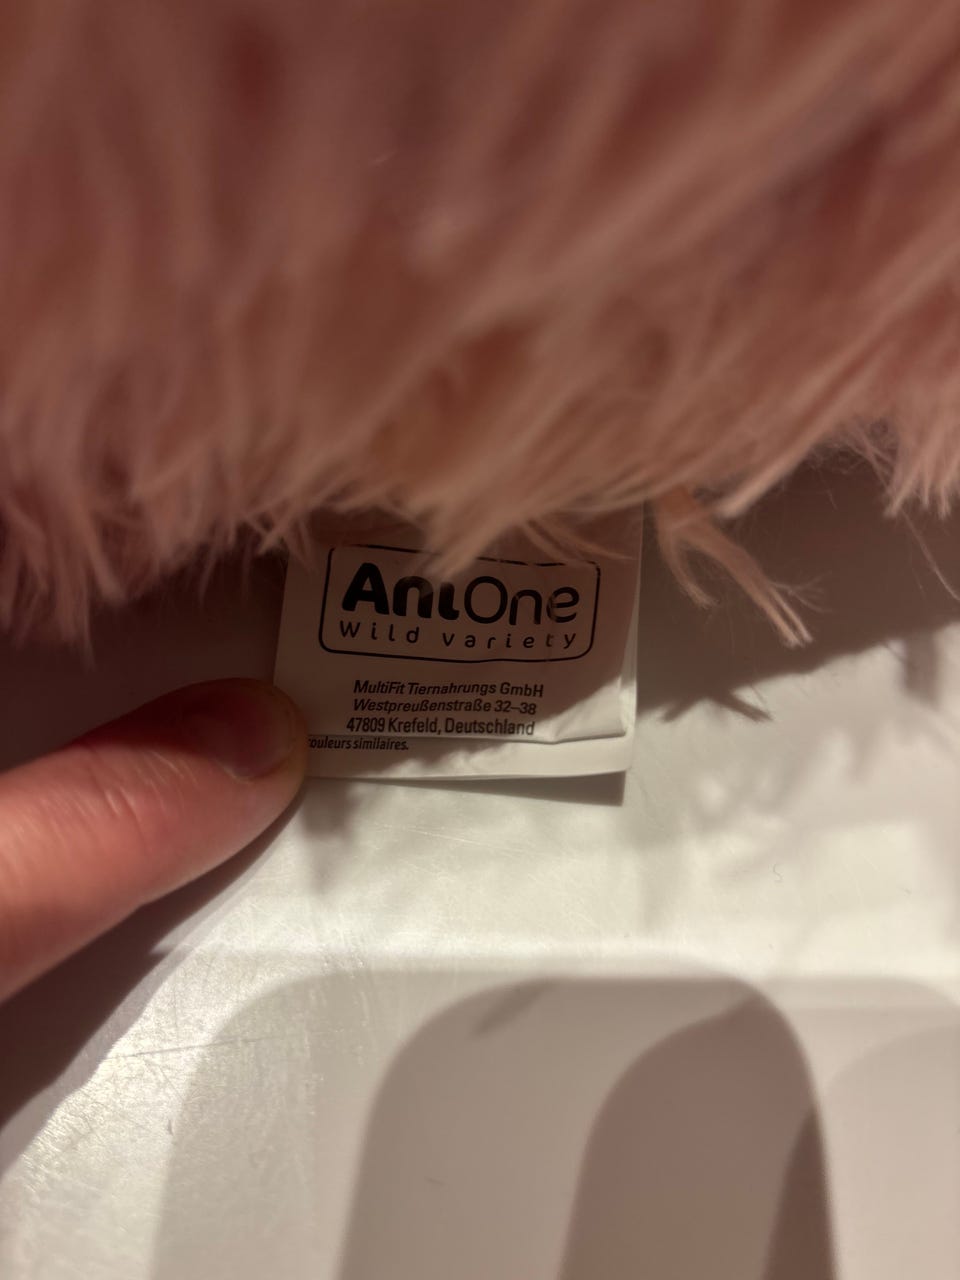 AniOne
Wild variety
MultiFit Tiernahrungs GmbH
Westpreußenstraße 32–38
47809 Krefeld, Deutschland
couleurs similaires.